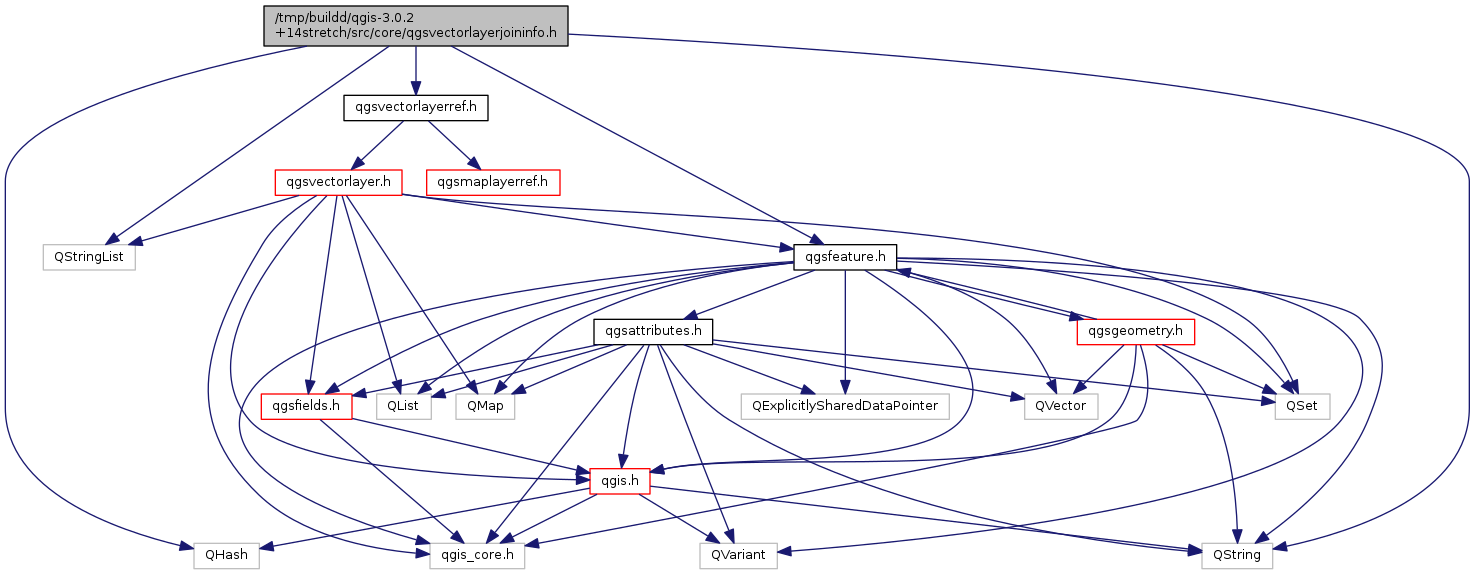 /tmp/buildd/qgis-3.0.2
+14stretch/src/core/qgsvectorlayerjoininfo.h
qgsvectorlayerref.h
qgsvectorlayer.h
qgsmaplayerref.h
QStringList
qgsfeature.h
qgsattributes.h
qgsgeometry.h
qgsfields.h
QList
QMap
QExplicitlySharedDataPointer
QVector
QSet
qgis.h
QHash
qgis_core.h
QVariant
QString